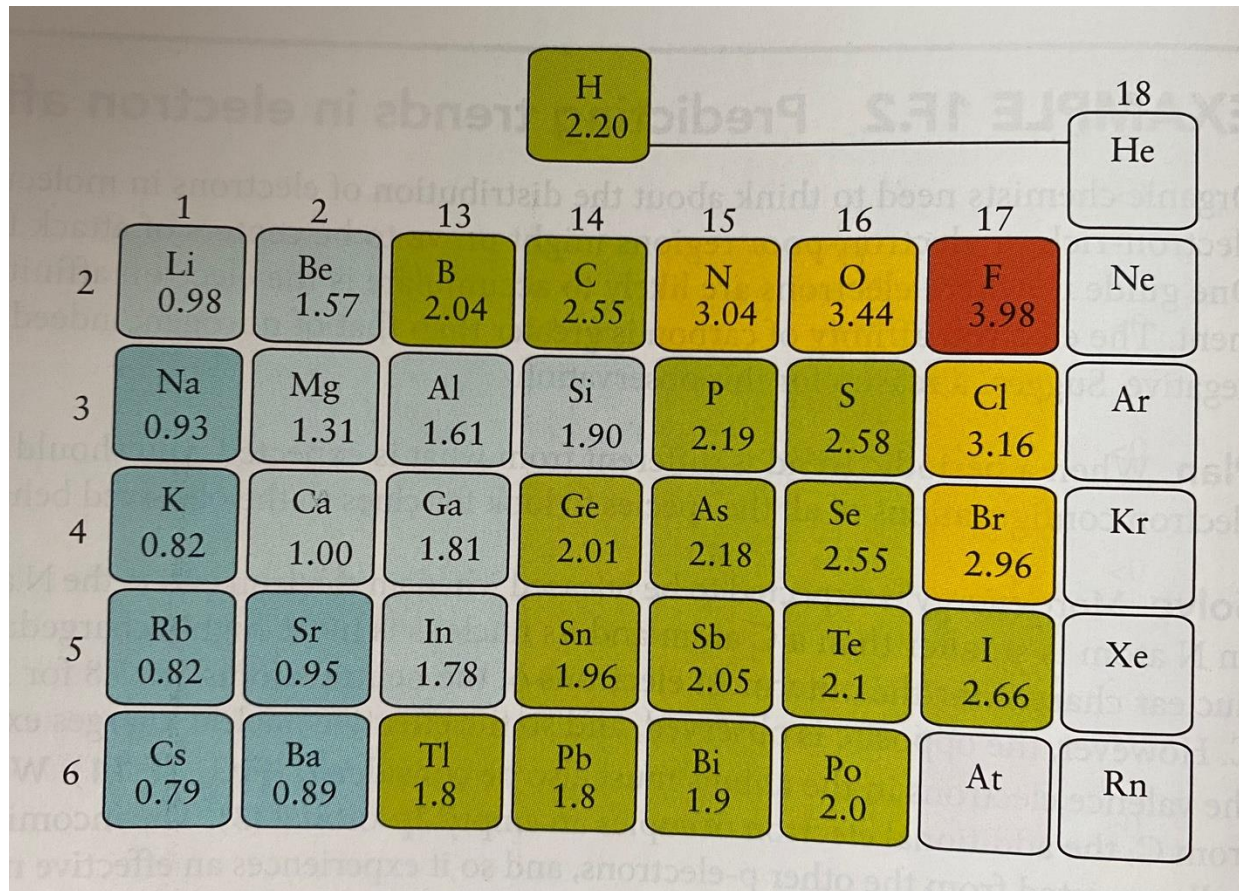 H
2.20
18
He
1 2 13 14 15 16 17
2 Li Be B C N O F Ne
0.98 1.57 2.04 2.55 3.04 3.44 3.98
3 Na Mg Al Si P S Cl Ar
0.93 1.31 1.61 1.90 2.19 2.58 3.16
4 K Ca Ga Ge As Se Br Kr
0.82 1.00 1.81 2.01 2.18 2.55 2.96
5 Rb Sr In Sn Sb Te I Xe
0.82 0.95 1.78 1.96 2.05 2.1 2.66
6 Cs Ba Tl Pb Bi Po At Rn
0.79 0.89 1.8 1.8 1.9 2.0